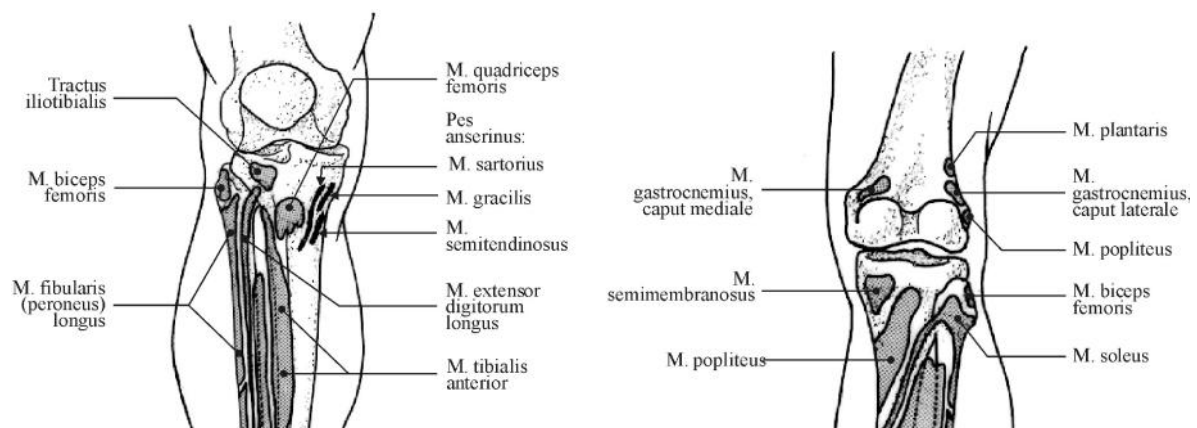 Tractus
iliotibialis
M. biceps
femoris
M. fibularis
(peroneus)
longus
M. quadriceps
femoris
Pes
anserinus:
M. sartorius
M. gracilis
M.
semitendinosus
M. extensor
digitorum
longus
M. tibialis
anterior
M.
gastrocnemius,
caput mediale
M.
semimembranosus
M. popliteus
M. plantaris
M.
gastrocnemius,
caput laterale
M. popliteus
M. biceps
femoris
M. soleus